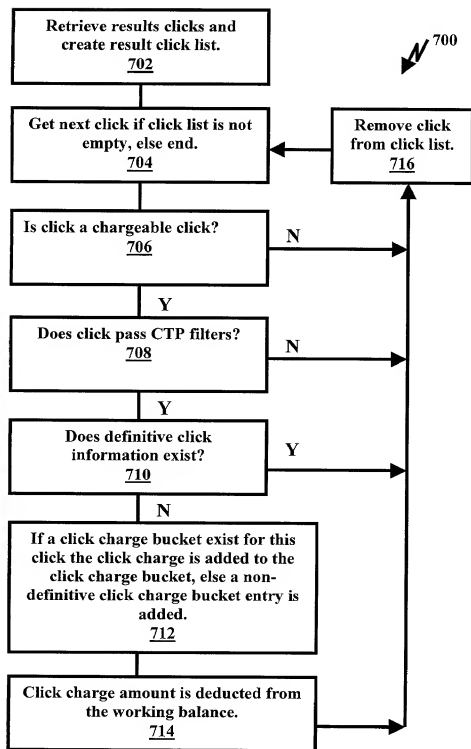 Retrieve results clicks and
create result click list.
702
700
Get next click if click list is not
empty, else end.
704
Remove click
from click list.
716
Is click a chargeable click?
706
N
Y
Does click pass CTP filters?
708
N
Y
Does definitive click
information exist?
710
Y
N
If a click charge bucket exist for this
click the click charge is added to the
click charge bucket, else a non-
definitive click charge bucket entry is
added.
712
Click charge amount is deducted from
the working balance.
714